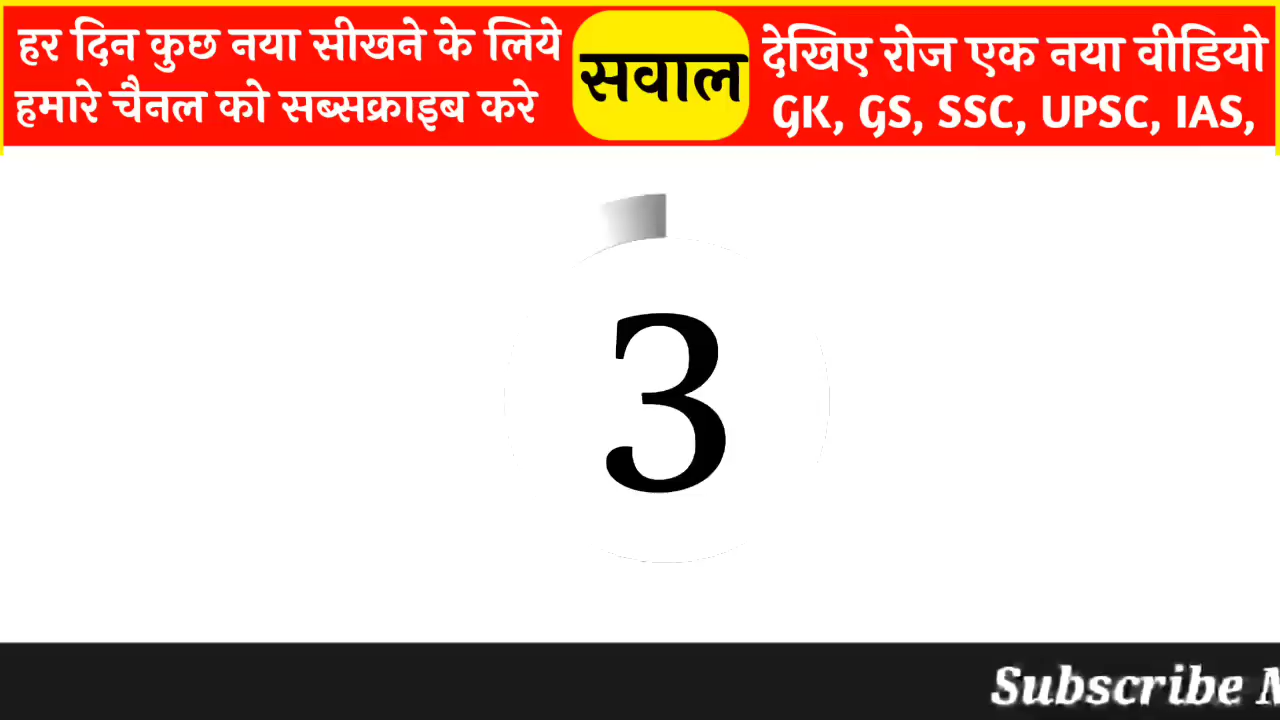 हर दिन कुछ नया सीखने के लिये
हमारे चैनल को सब्सक्राइब करे
सवाल
देखिए रोज एक नया वीडियो
GK, GS, SSC, UPSC, IAS,
3
Subscribe